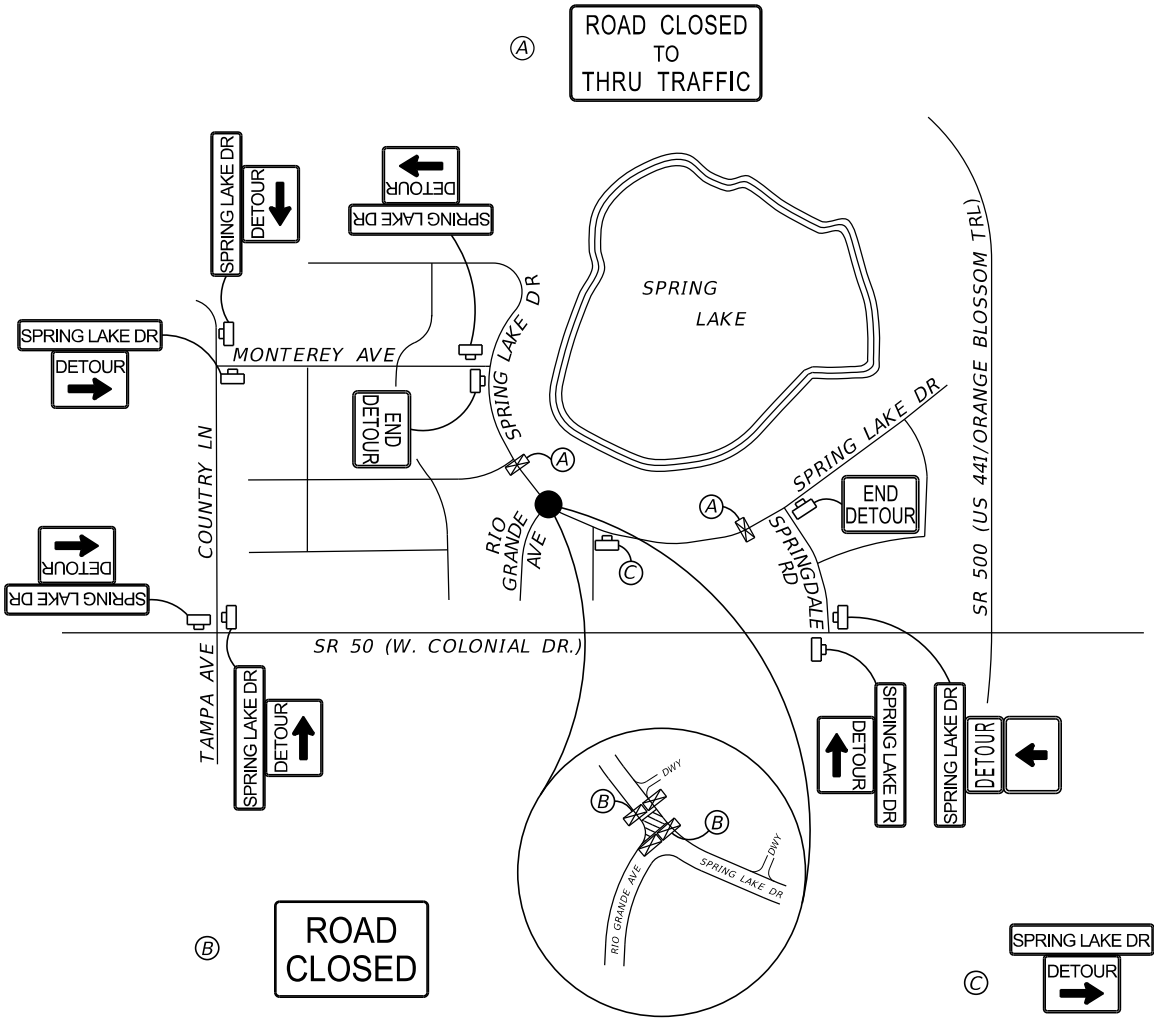 A
ROAD CLOSED
TO
THRU TRAFFIC
SPRING LAKE DR
DETOUR
DETOUR
SPRING LAKE DR
SPRING LAKE DR
DETOUR
MONTEREY AVE
SPRING LAKE DR
SPRING
LAKE
SR 500 (US 441/ORANGE BLOSSOM TRL)
END
DETOUR
A
SPRING LAKE DR
A
END
DETOUR
COUNTRY LN
RIO
GRANDE
AVE
C
SPRINGDALE
RD
DETOUR
SPRING LAKE DR
SR 50 (W. COLONIAL DR.)
TAMPA AVE
SPRING LAKE DR
DETOUR
DETOUR
SPRING LAKE DR
SPRING LAKE DR
DETOUR
DWY
B
B
DWY
SPRING LAKE DR
RIO GRANDE AVE
B
ROAD
CLOSED
C
SPRING LAKE DR
DETOUR